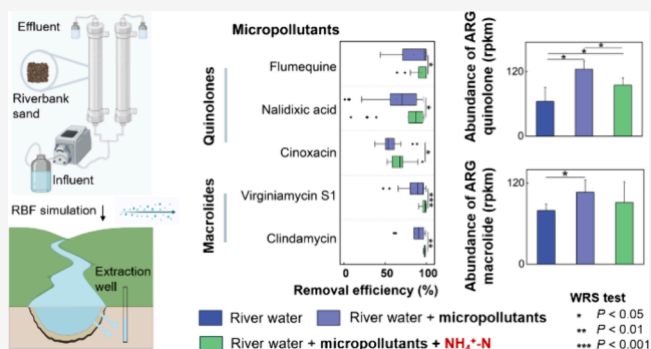 Effluent
Riverbank
sand
Influent
RBF simulation ↓
Extraction
well
Micropollutants
Quinolones
Macrolides
Flumequine
Nalidixic acid
Cinoxacin
Virginiamycin S1
Clindamycin
*
*
*
***
**
0 50 100
Removal efficiency (%)
Abundance of ARG
quinolone (rpkm)
120
0
*
*
*
Abundance of ARG
macrolide (rpkm)
120
0
*
River water
River water + micropollutants
River water + micropollutants + NH₄⁺-N
WRS test
* P < 0.05
** P < 0.01
*** P < 0.001